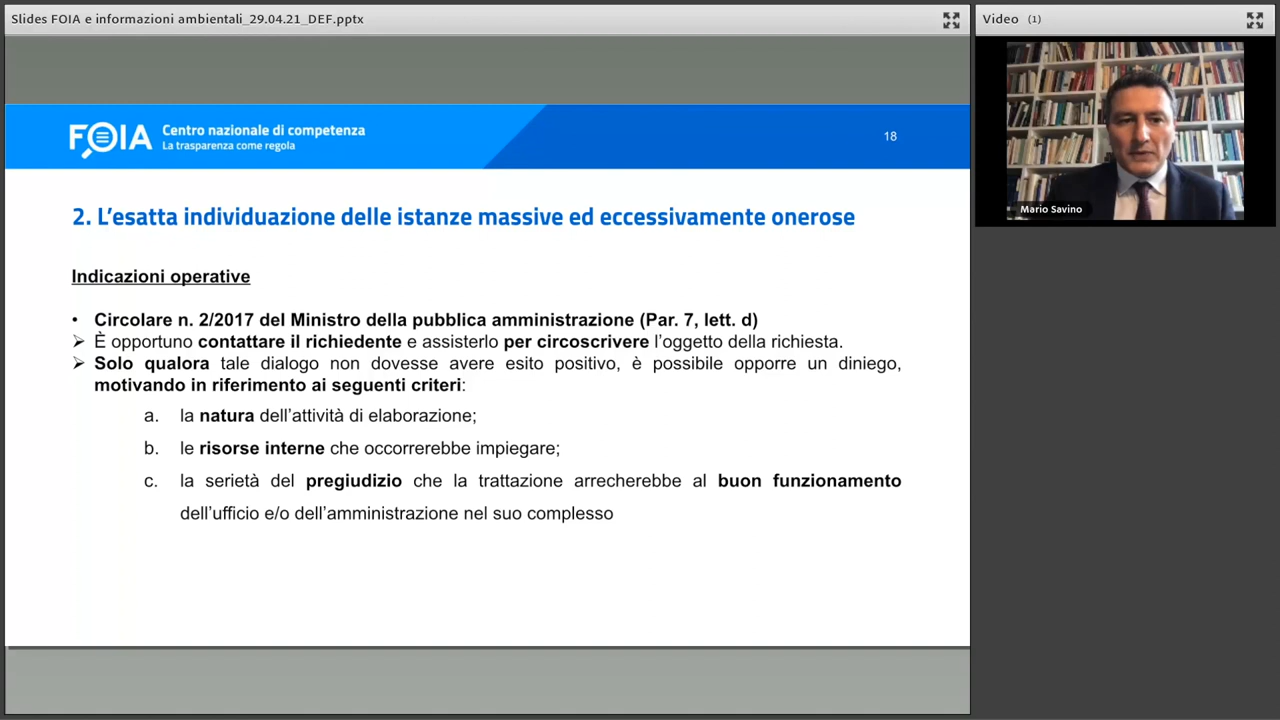 Slides FOIA e informazioni ambientali_29.04.21_DEF.pptx
Video (1)
FOIA
Centro nazionale di competenza
La trasparenza come regola
18
Mario Savino
2. L'esatta individuazione delle istanze massive ed eccessivamente onerose
Indicazioni operative
• Circolare n. 2/2017 del Ministro della pubblica amministrazione (Par. 7, lett. d)
➢ È opportuno contattare il richiedente e assisterlo per circoscrivere l'oggetto della richiesta.
➢ Solo qualora tale dialogo non dovesse avere esito positivo, è possibile opporre un diniego,
motivando in riferimento ai seguenti criteri:
a. la natura dell'attività di elaborazione;
b. le risorse interne che occorrerebbe impiegare;
c. la serietà del pregiudizio che la trattazione arrecherebbe al buon funzionamento
dell'ufficio e/o dell'amministrazione nel suo complesso